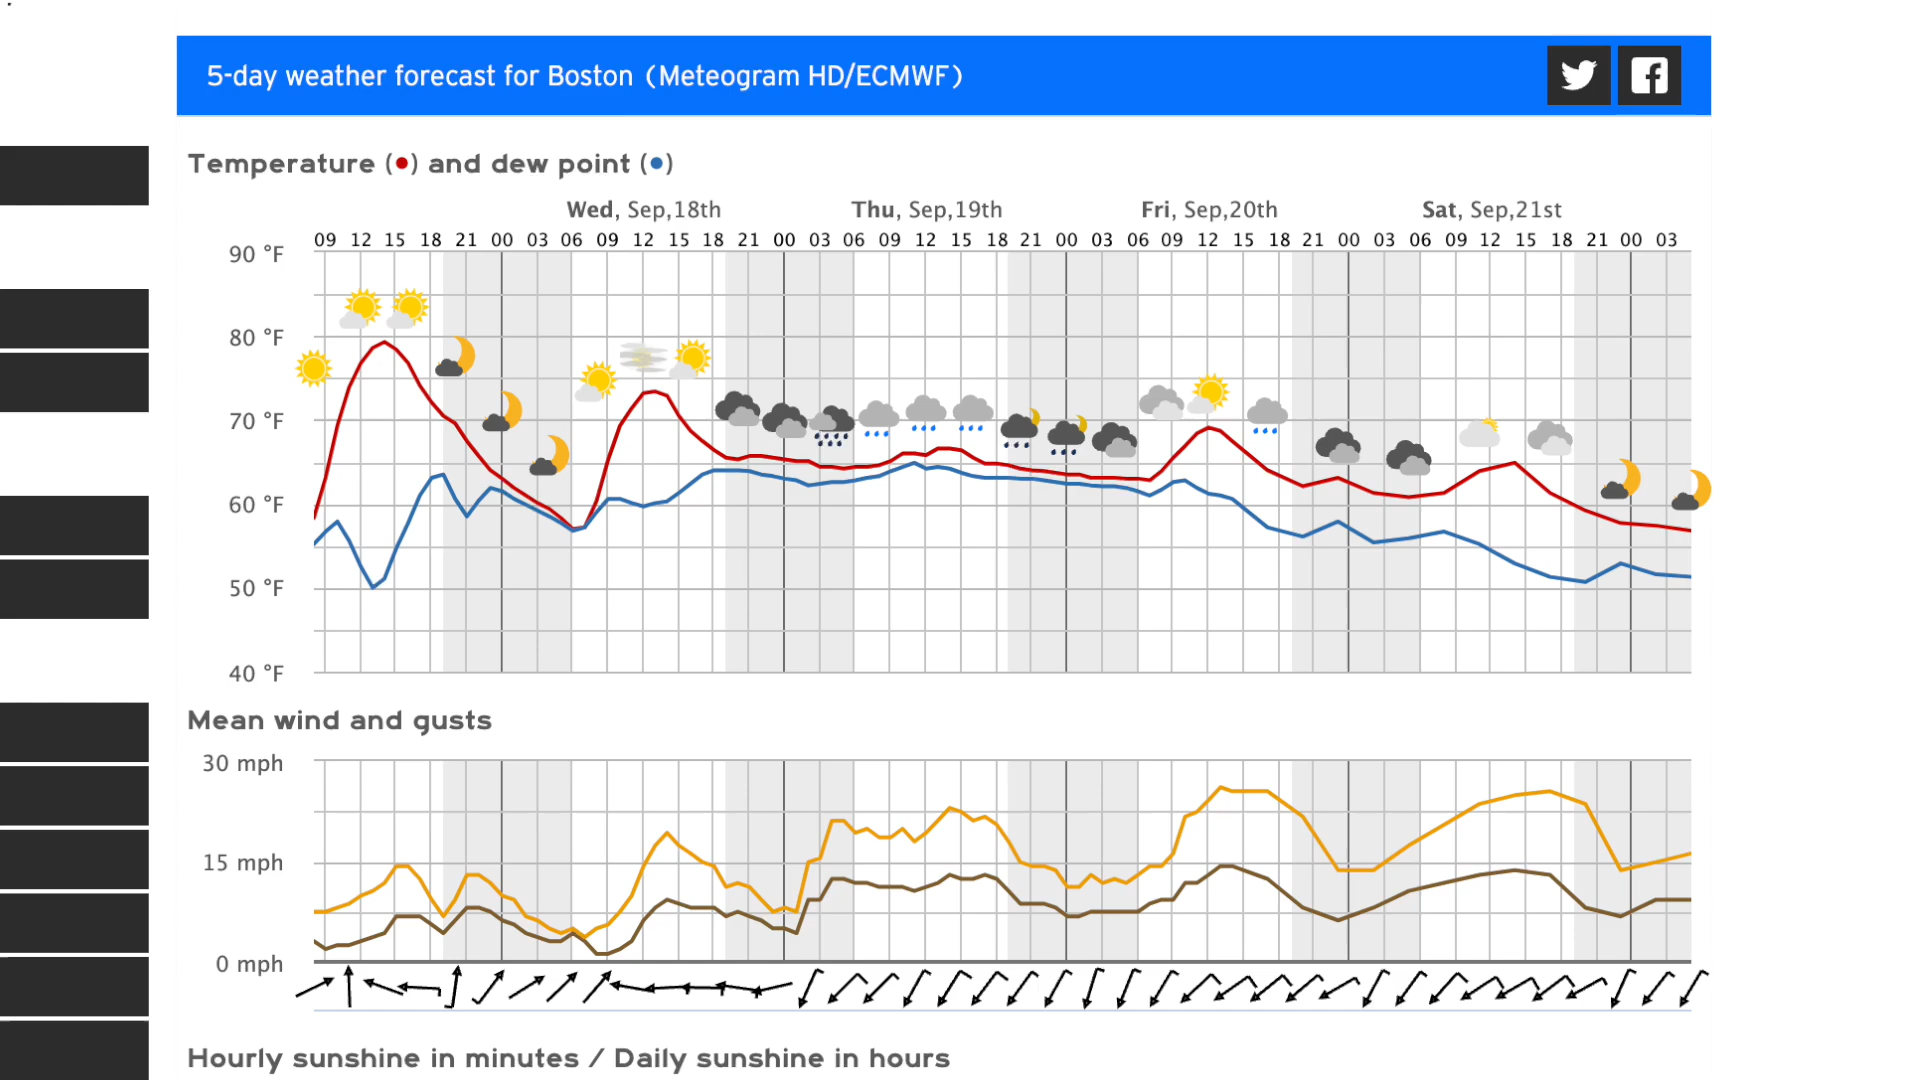 5-day weather forecast for Boston (Meteogram HD/ECMWF)
Temperature (•) and dew point (•)
Wed, Sep,18th Thu, Sep,19th Fri, Sep,20th Sat, Sep,21st
09 12 15 18 21 00 03 06 09 12 15 18 21 00 03 06 09 12 15 18 21 00 03 06 09 12 15 18 21 00 03 06 09 12 15 18 21 00 03
90 °F
80 °F
70 °F
60 °F
50 °F
40 °F
Mean wind and gusts
30 mph
15 mph
0 mph
Hourly sunshine in minutes / Daily sunshine in hours